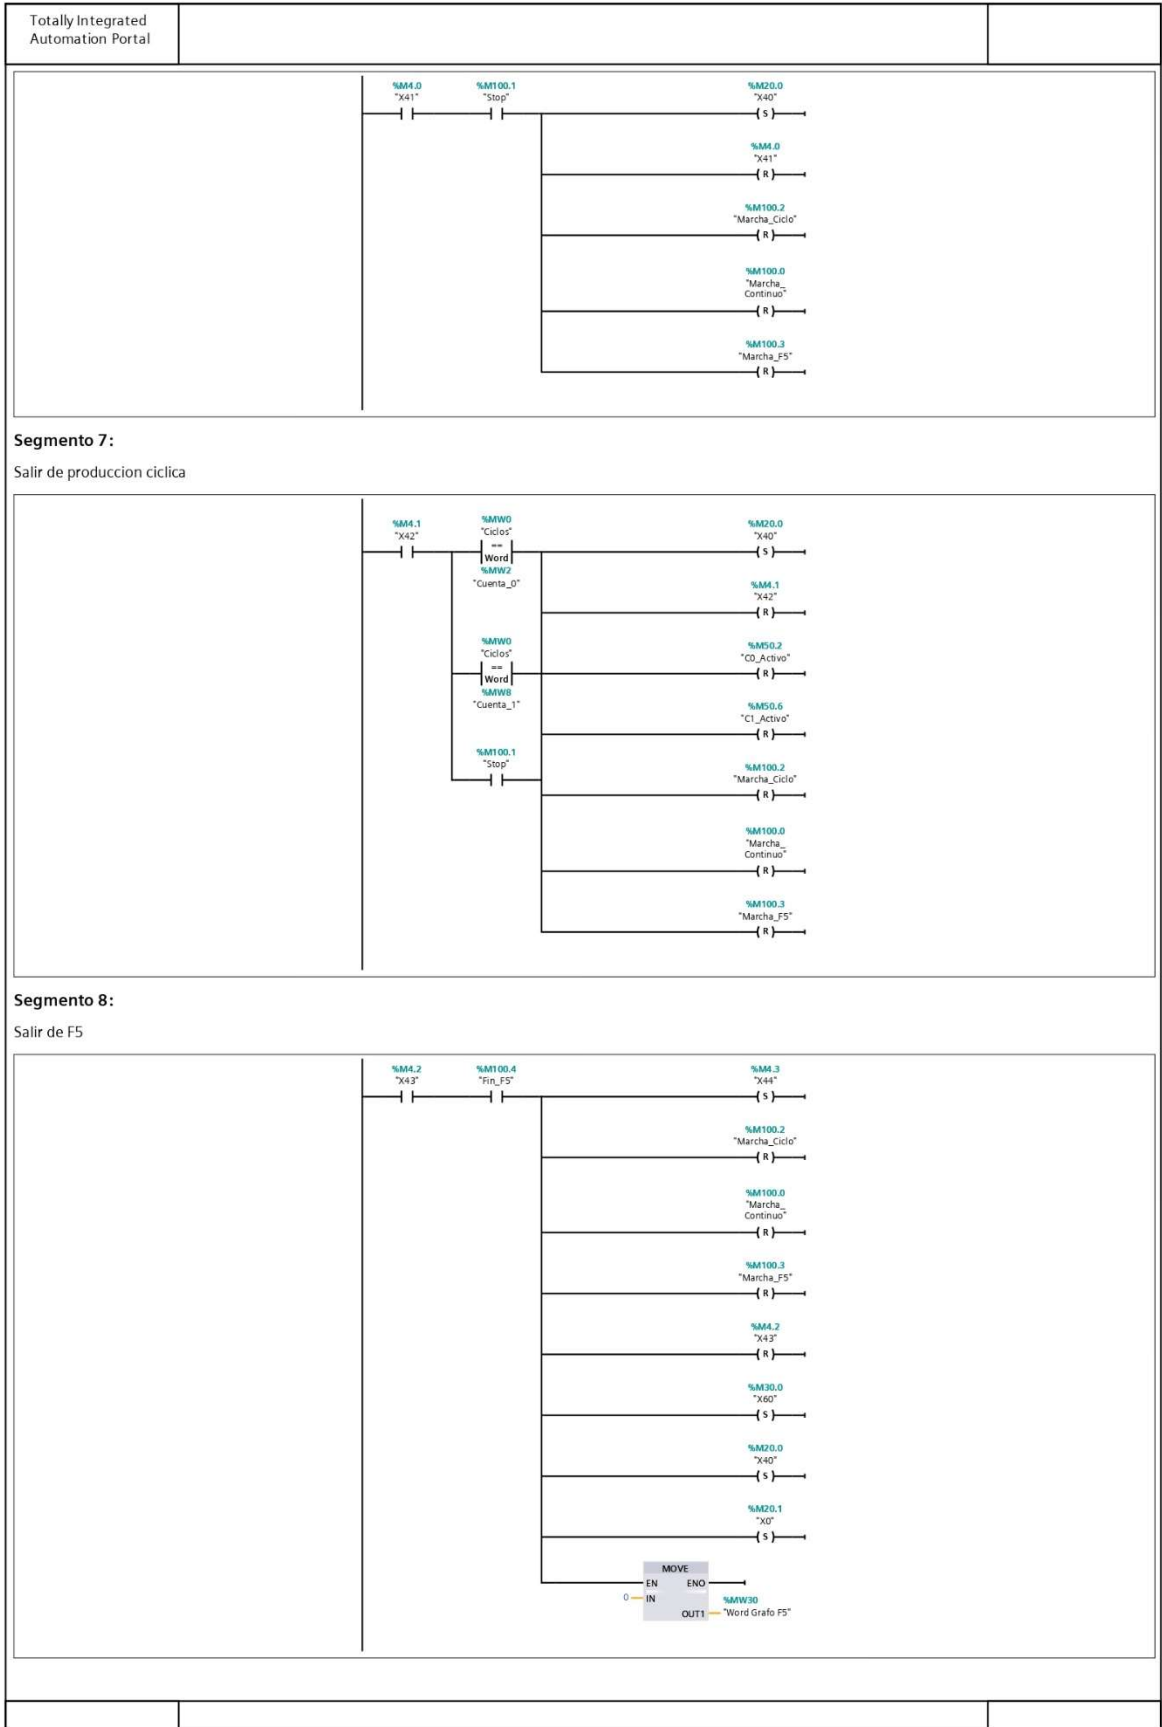 Totally Integrated
Automation Portal
%M4.0
"X41"
%M100.1
"Stop"
%M20.0
"X40"
S
%M4.0
"X41"
R
%M100.2
"Marcha_Ciclo"
R
%M100.0
"Marcha_
Continuo"
R
%M100.3
"Marcha_F5"
R
Segmento 7:
Salir de produccion ciclica
%M4.1
"X42"
%MW0
"Ciclos"
==
Word
%MW2
"Cuenta_0"
%M20.0
"X40"
S
%M4.1
"X42"
R
%MW0
"Ciclos"
==
Word
%MW8
"Cuenta_1"
%M50.2
"C0_Activo"
R
%M50.6
"C1_Activo"
R
%M100.1
"Stop"
%M100.2
"Marcha_Ciclo"
R
%M100.0
"Marcha_
Continuo"
R
%M100.3
"Marcha_F5"
R
Segmento 8:
Salir de F5
%M4.2
"X43"
%M100.4
"Fin_F5"
%M4.3
"X44"
S
%M100.2
"Marcha_Ciclo"
R
%M100.0
"Marcha_
Continuo"
R
%M100.3
"Marcha_F5"
R
%M4.2
"X43"
R
%M30.0
"X60"
S
%M20.0
"X40"
S
%M20.1
"X0"
S
MOVE
EN ENO
0 IN
%MW30
OUT1 "Word Grafo F5"